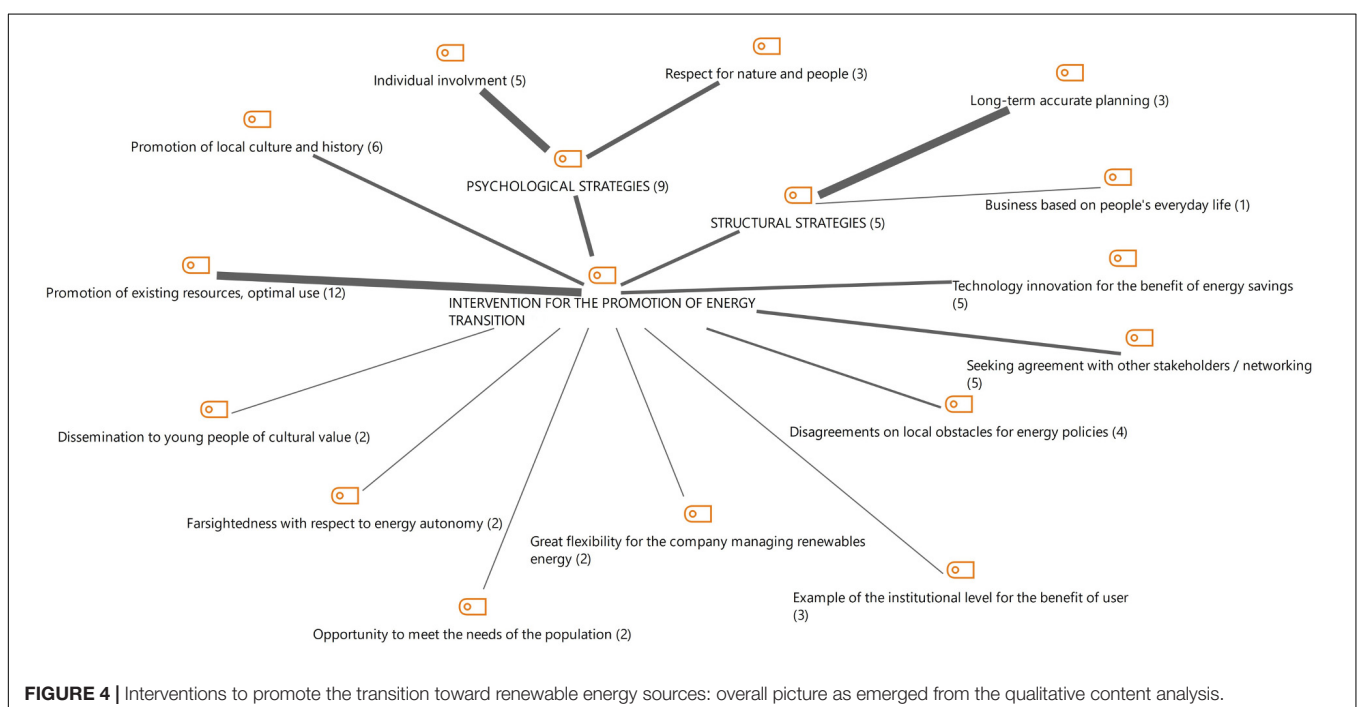 Individual involvment (5)
Respect for nature and people (3)
Long-term accurate planning (3)
Promotion of local culture and history (6)
PSYCHOLOGICAL STRATEGIES (9)
Business based on people's everyday life (1)
STRUCTURAL STRATEGIES (5)
Promotion of existing resources, optimal use (12)
INTERVENTION FOR THE PROMOTION OF ENERGY
TRANSITION
Technology innovation for the benefit of energy savings
(5)
Seeking agreement with other stakeholders / networking
(5)
Dissemination to young people of cultural value (2)
Disagreements on local obstacles for energy policies (4)
Farsightedness with respect to energy autonomy (2)
Great flexibility for the company managing renewables
energy (2)
Example of the institutional level for the benefit of user
(3)
Opportunity to meet the needs of the population (2)
FIGURE 4 | Interventions to promote the transition toward renewable energy sources: overall picture as emerged from the qualitative content analysis.